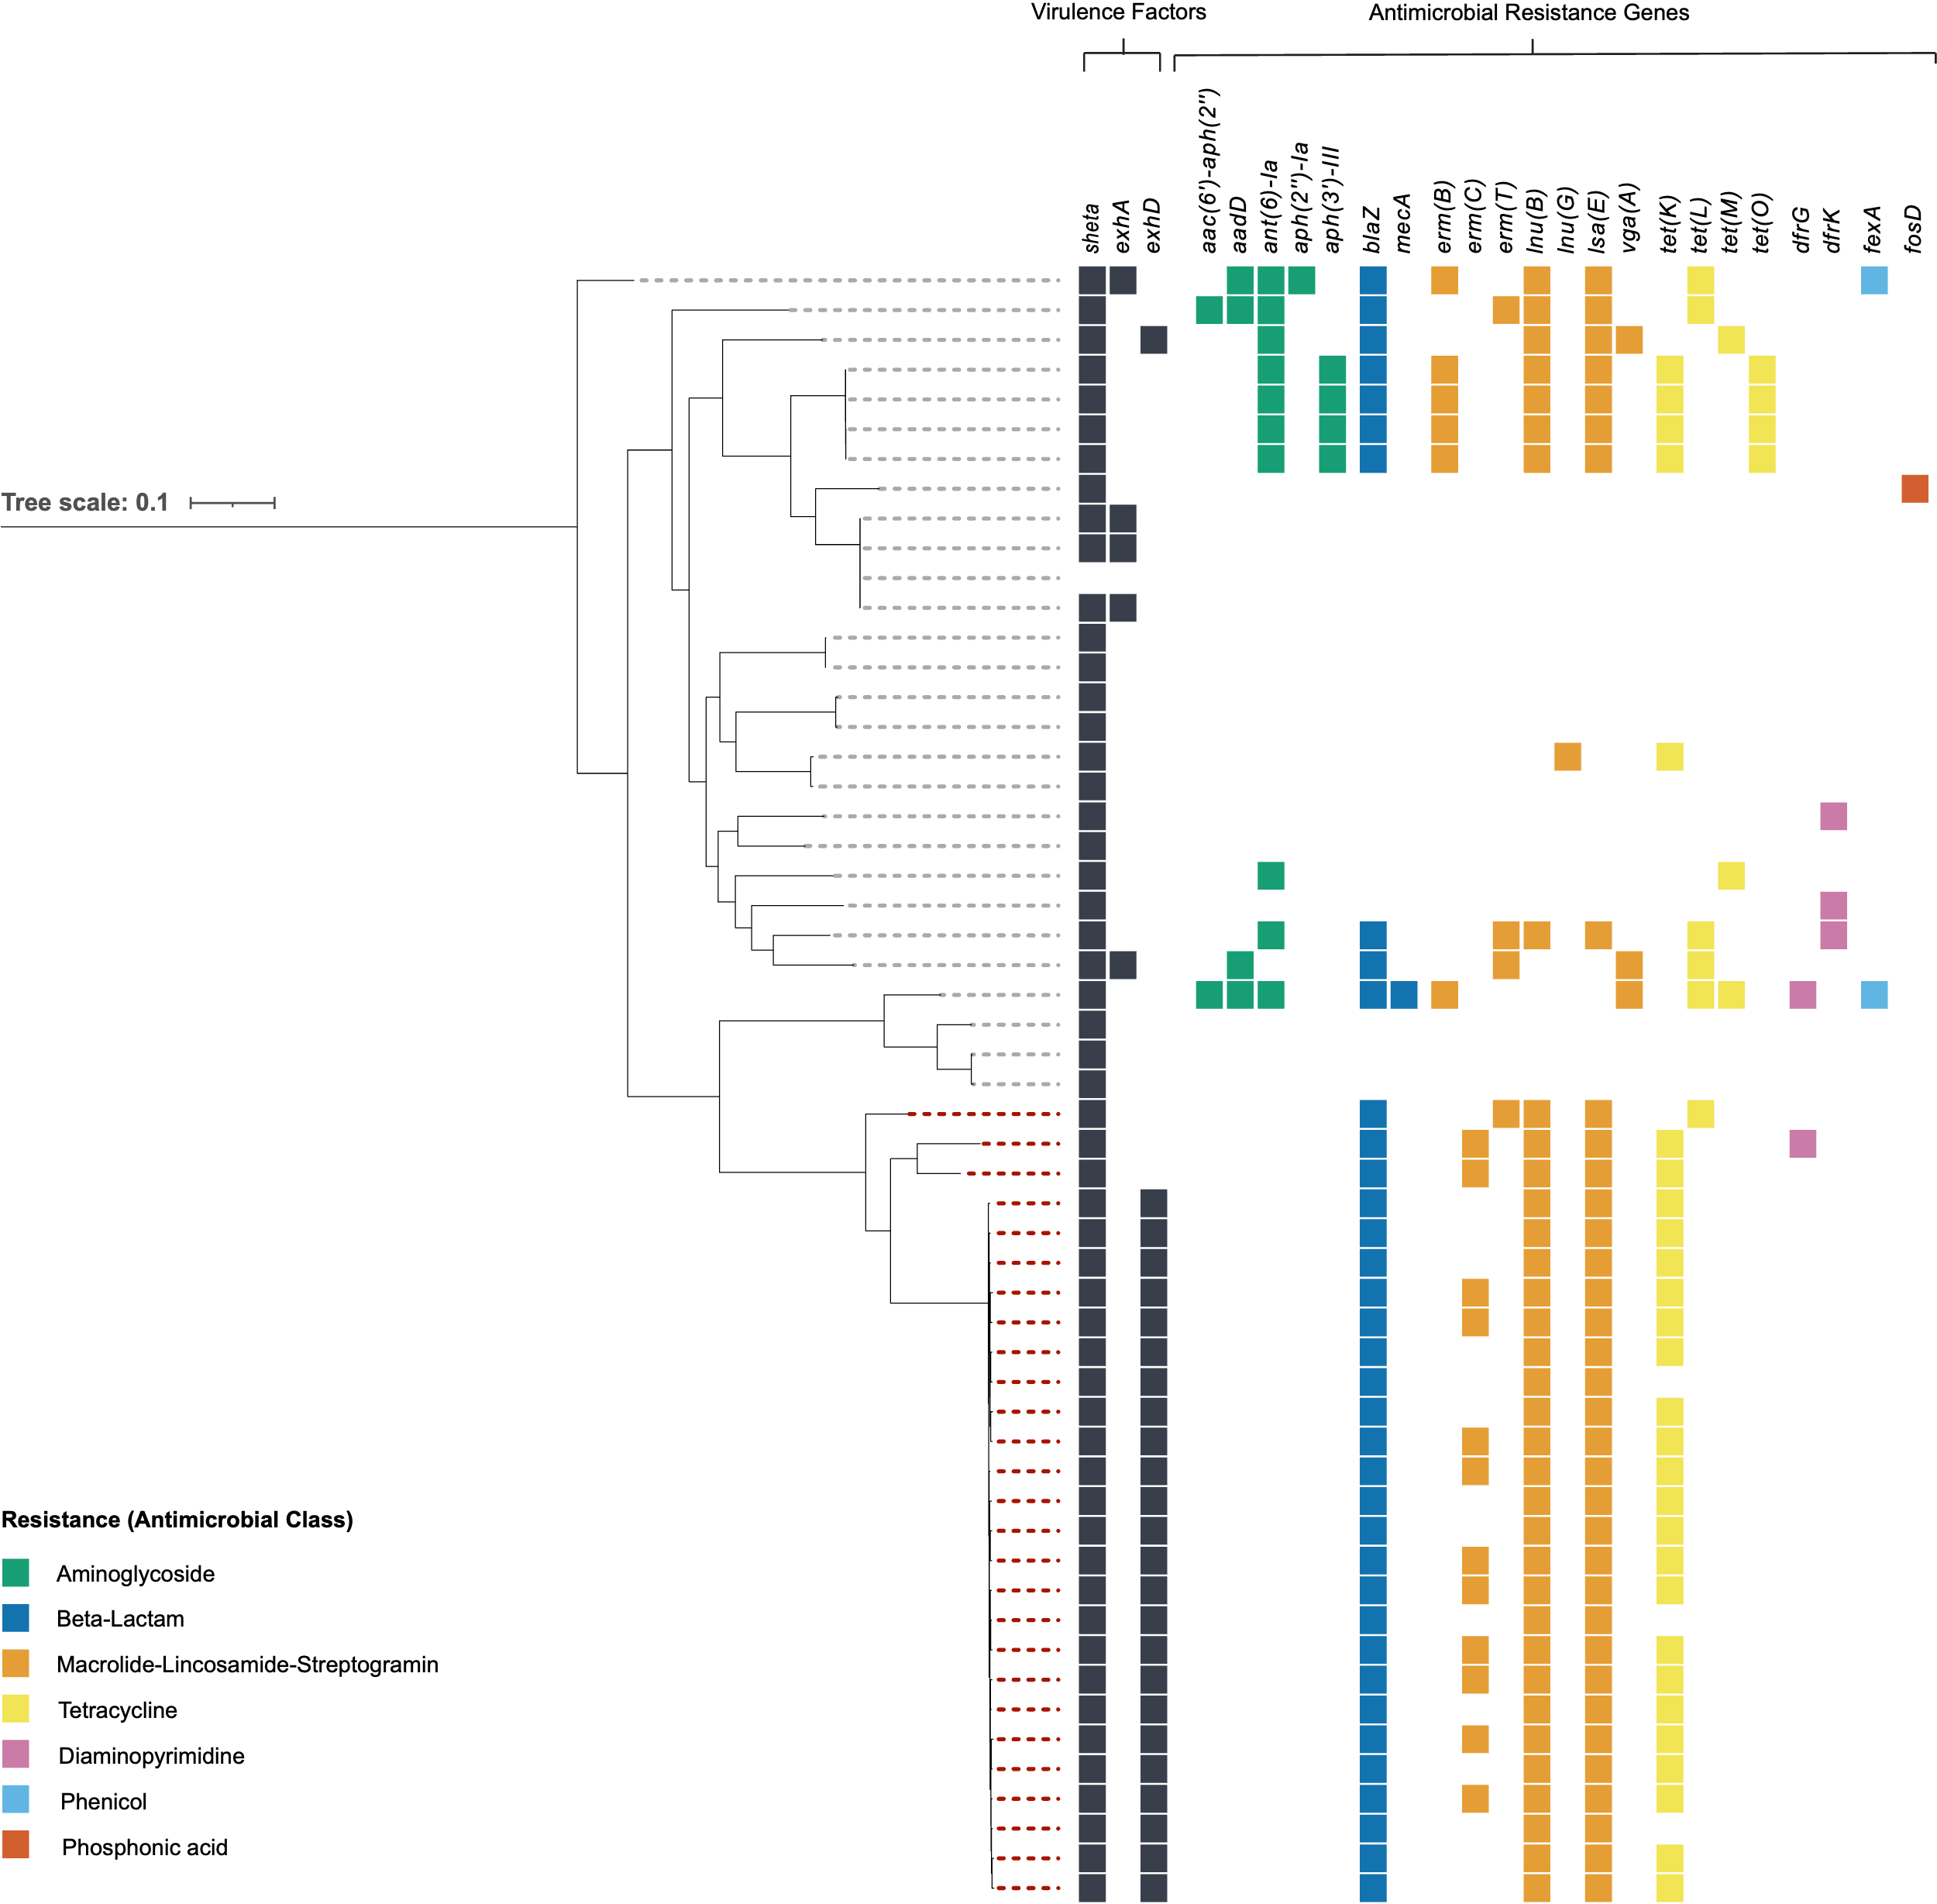 Virulence Factors
Antimicrobial Resistance Genes
sheta
exhA
exhD
aac(6')-aph(2'')
aadD
ant(6)-Ia
aph(2'')-Ia
aph(3')-III
blaZ
mecA
erm(B)
erm(C)
erm(T)
lnu(B)
lnu(G)
lsa(E)
vga(A)
tet(K)
tet(L)
tet(M)
tet(O)
dfrG
dfrK
fexA
fosD
Tree scale: 0.1
Resistance (Antimicrobial Class)
Aminoglycoside
Beta-Lactam
Macrolide-Lincosamide-Streptogramin
Tetracycline
Diaminopyrimidine
Phenicol
Phosphonic acid